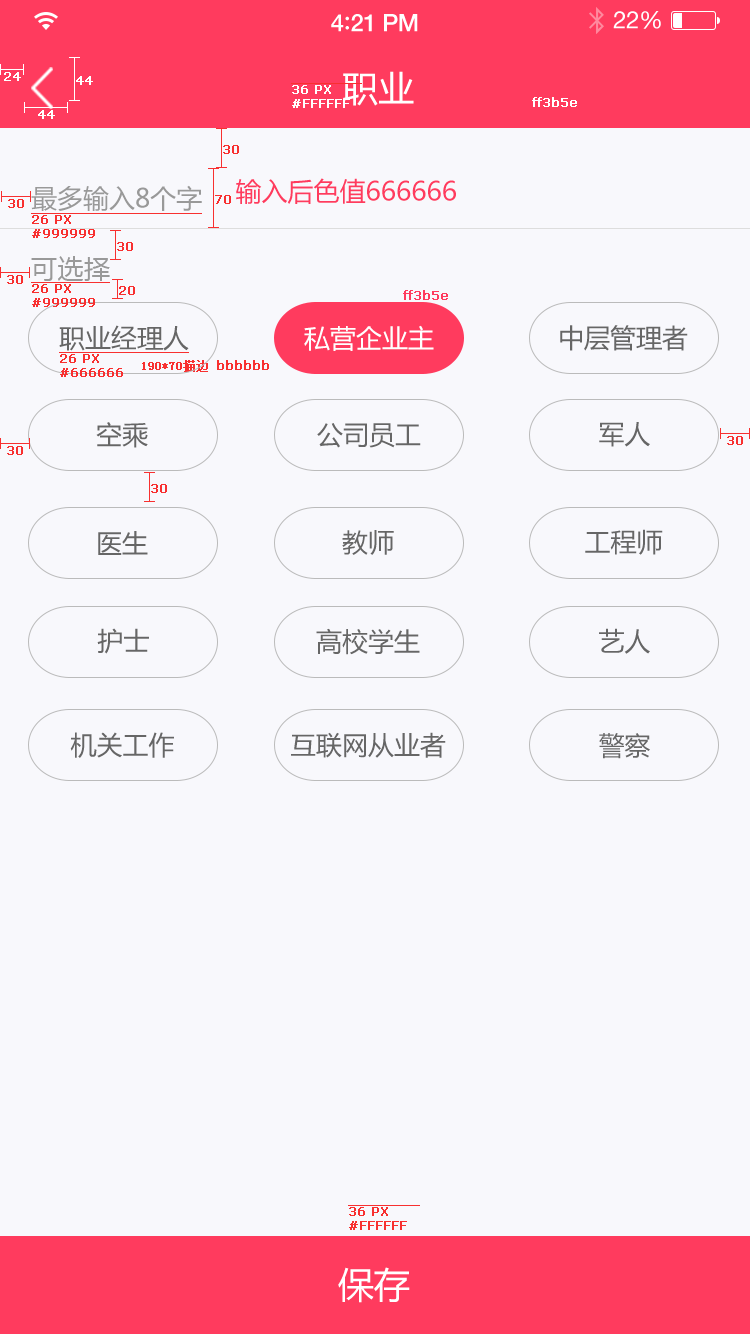 4:21 PM
22%
24
44
44
36 PX
#FFFFFF
职业
ff3b5e
30
30
最多输入8个字
70
输入后色值666666
26 PX
#999999
30
30
可选择
20
26 PX
#999999
ff3b5e
职业经理人
私营企业主
中层管理者
26 PX
#666666
190*70描边 bbbbbb
空乘
公司员工
军人
30
30
30
医生
教师
工程师
护士
高校学生
艺人
机关工作
互联网从业者
警察
36 PX
#FFFFFF
保存